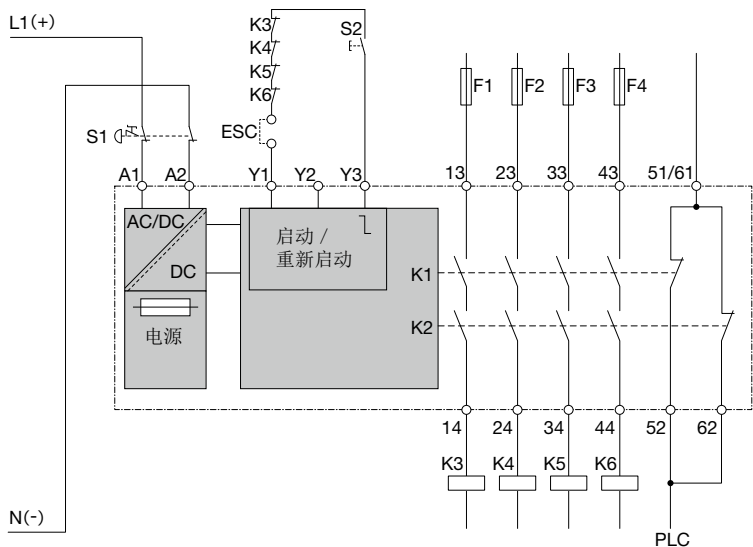 L1(+)
K3
S2
K4
K5
K6
F1 F2 F3 F4
S1
ESC
A1 A2 Y1 Y2 Y3 13 23 33 43 51/61
AC/DC
启动 /
重新启动
DC
K1
K2
电源
14 24 34 44 52 62
K3 K4 K5 K6
N(-)
PLC